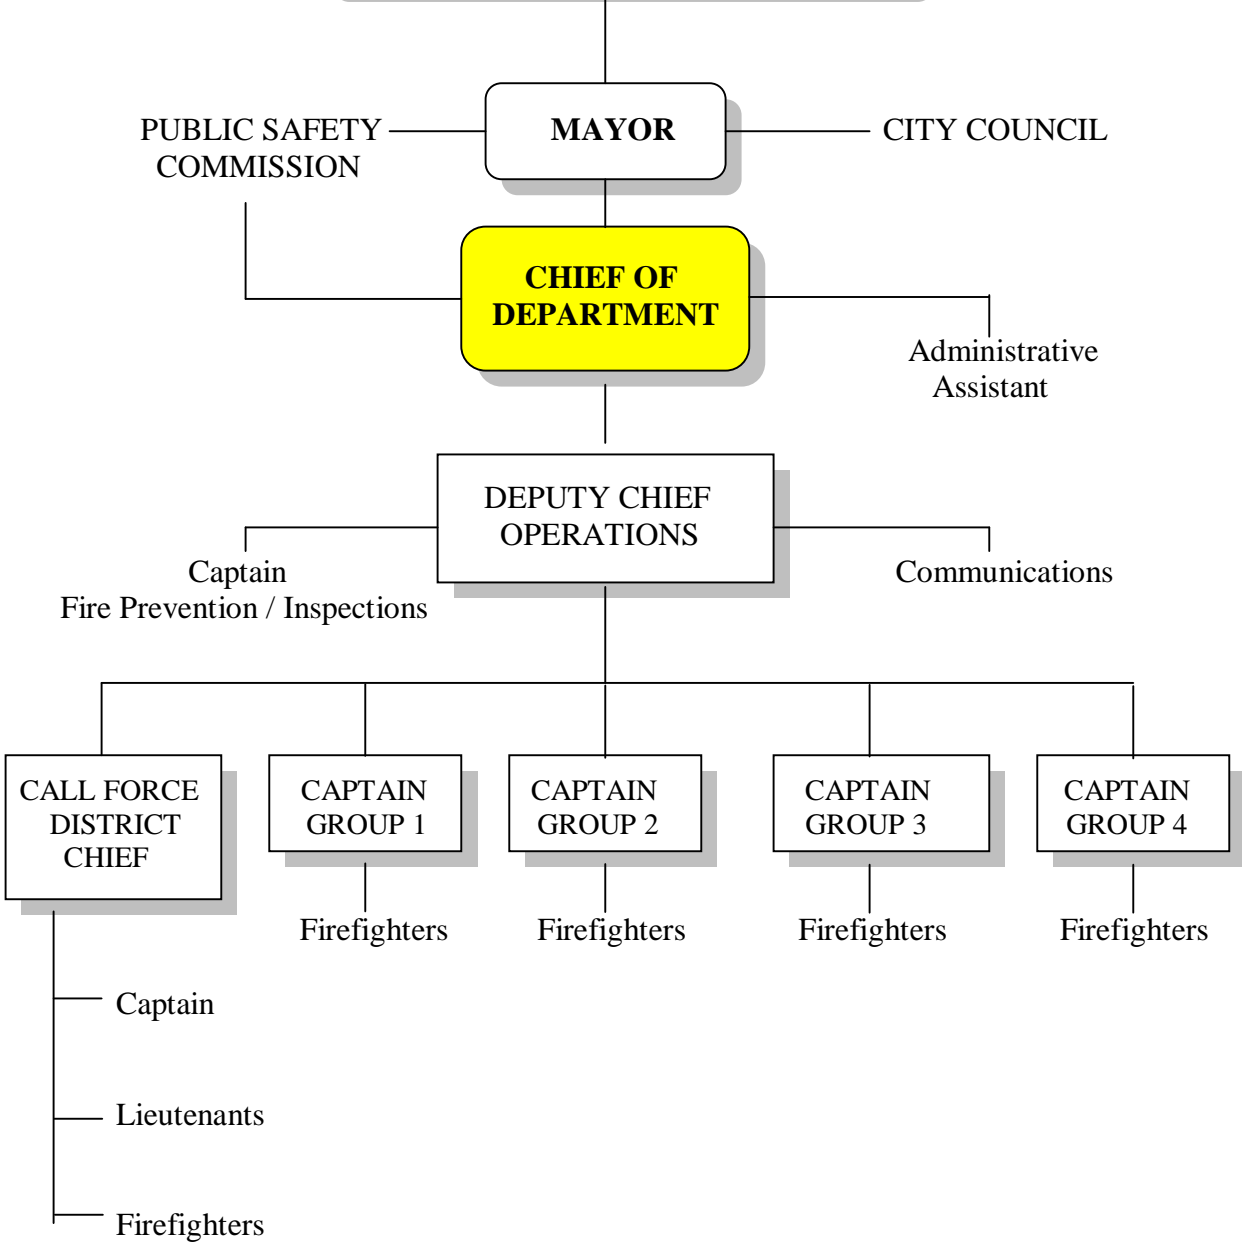 PUBLIC SAFETY
COMMISSION
MAYOR
CITY COUNCIL
CHIEF OF
DEPARTMENT
Administrative
Assistant
DEPUTY CHIEF
OPERATIONS
Captain
Fire Prevention / Inspections
Communications
CALL FORCE
DISTRICT
CHIEF
CAPTAIN
GROUP 1
CAPTAIN
GROUP 2
CAPTAIN
GROUP 3
CAPTAIN
GROUP 4
Firefighters
Firefighters
Firefighters
Firefighters
Captain
Lieutenants
Firefighters